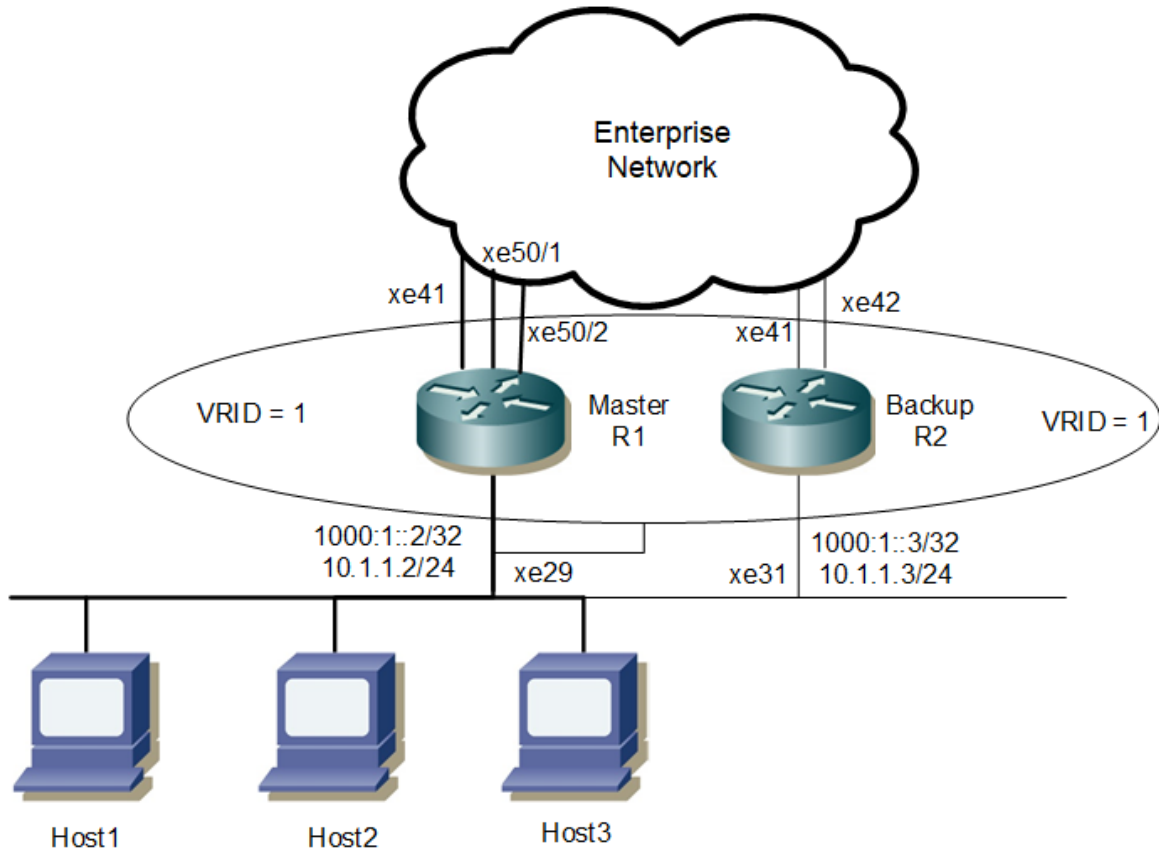 Enterprise
Network
xe50/1
xe41
xe50/2
xe41
xe42
VRID = 1
Master
R1
Backup
R2
VRID = 1
1000:1::2/32
10.1.1.2/24
xe29
1000:1::3/32
10.1.1.3/24
xe31
Host1
Host2
Host3